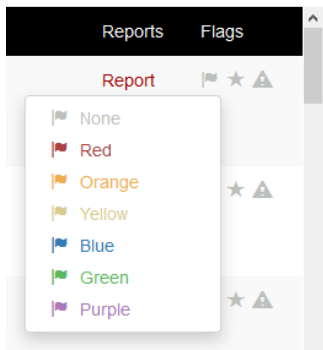 Reports Flags
Report
None
Red
Orange
Yellow
Blue
Green
Purple